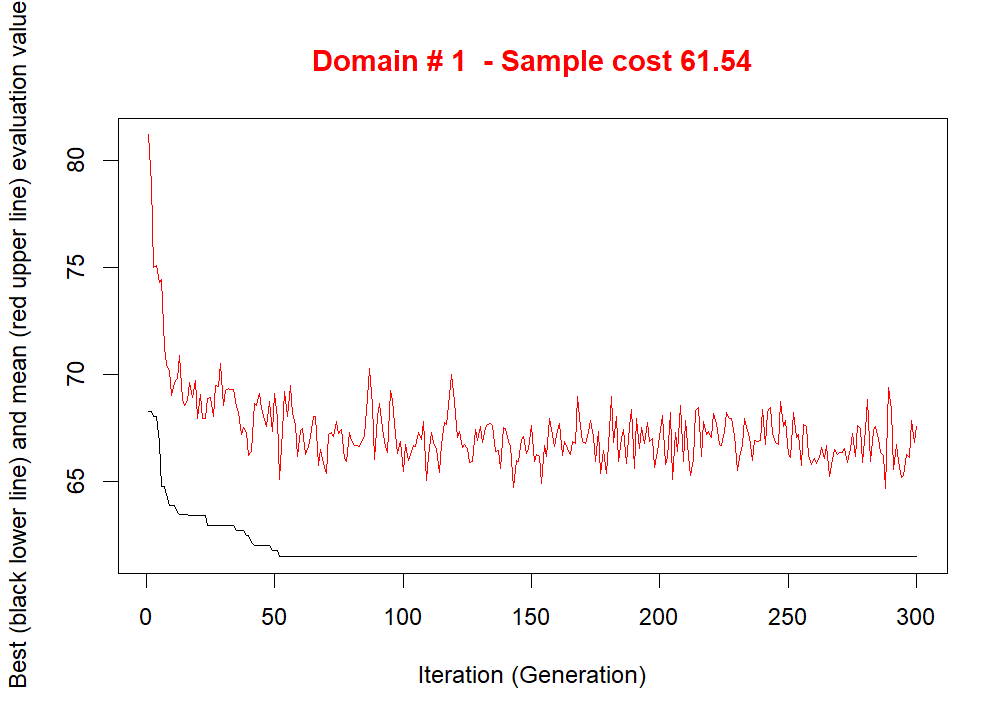 Domain # 1  - Sample cost 61.54
Best (black lower line) and mean (red upper line) evaluation value
80
75
70
65
0 50 100 150 200 250 300
Iteration (Generation)